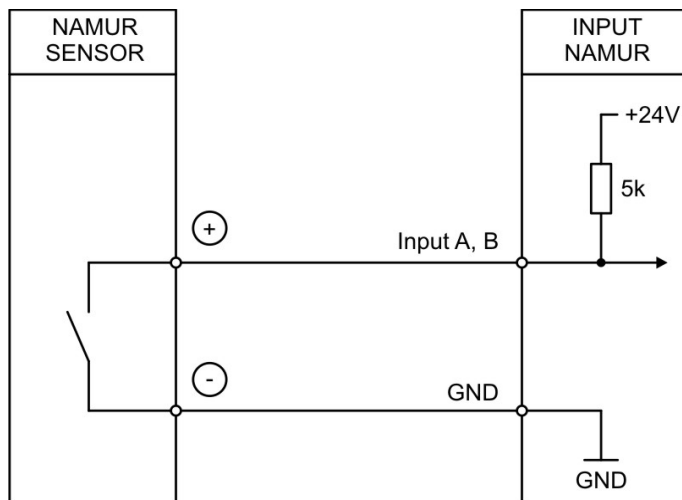 NAMUR
SENSOR
INPUT
NAMUR
+24V
5k
+
Input A, B
-
GND
GND